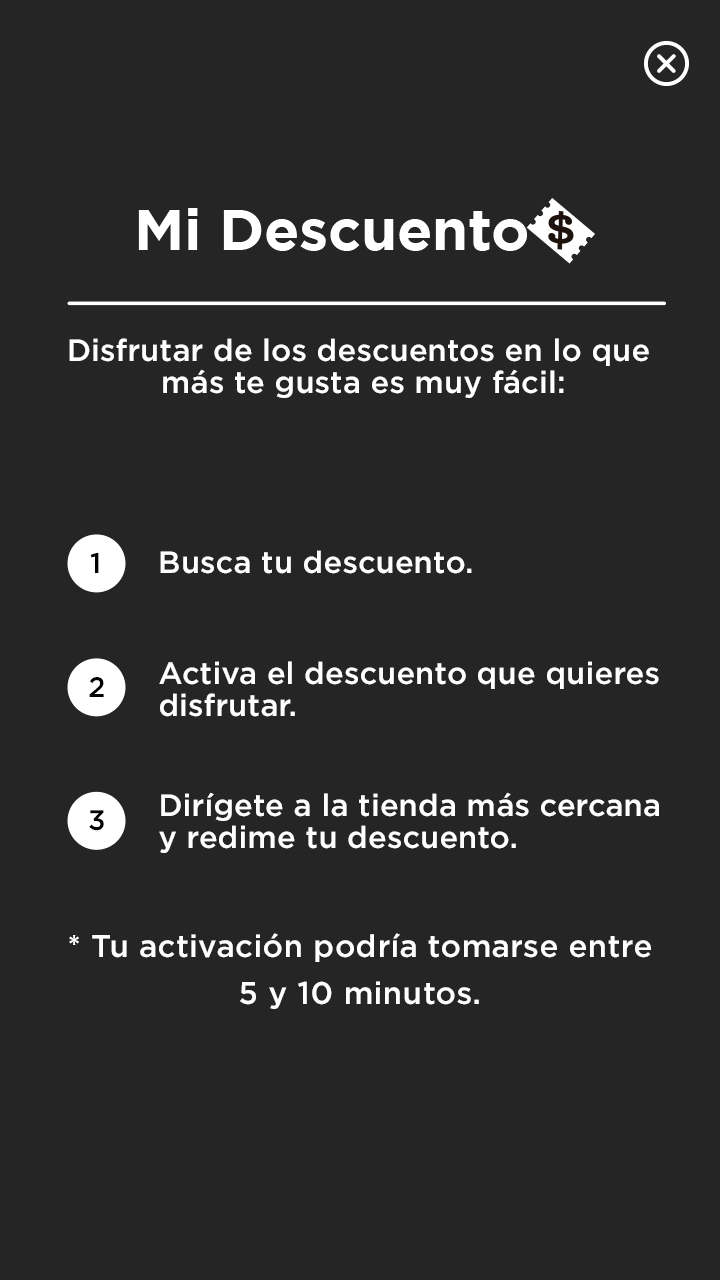 Mi Descuento $
Disfrutar de los descuentos en lo que
más te gusta es muy fácil:
1 Busca tu descuento.
2 Activa el descuento que quieres
disfrutar.
3 Dirígete a la tienda más cercana
y redime tu descuento.
* Tu activación podría tomarse entre
5 y 10 minutos.